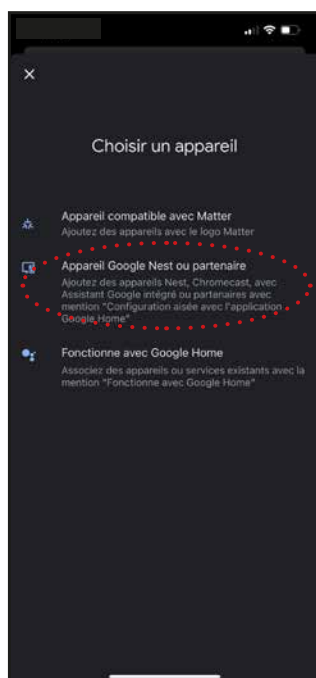 Choisir un appareil
Appareil compatible avec Matter
Ajoutez des appareils avec le logo Matter
Appareil Google Nest ou partenaire
Ajoutez des appareils Nest, Chromecast, avec
Assistant Google intégré ou partenaires avec
mention "Configuration aisée avec l'application
Google Home"
Fonctionne avec Google Home
Associez des appareils ou services existants avec la
mention "Fonctionne avec Google Home"